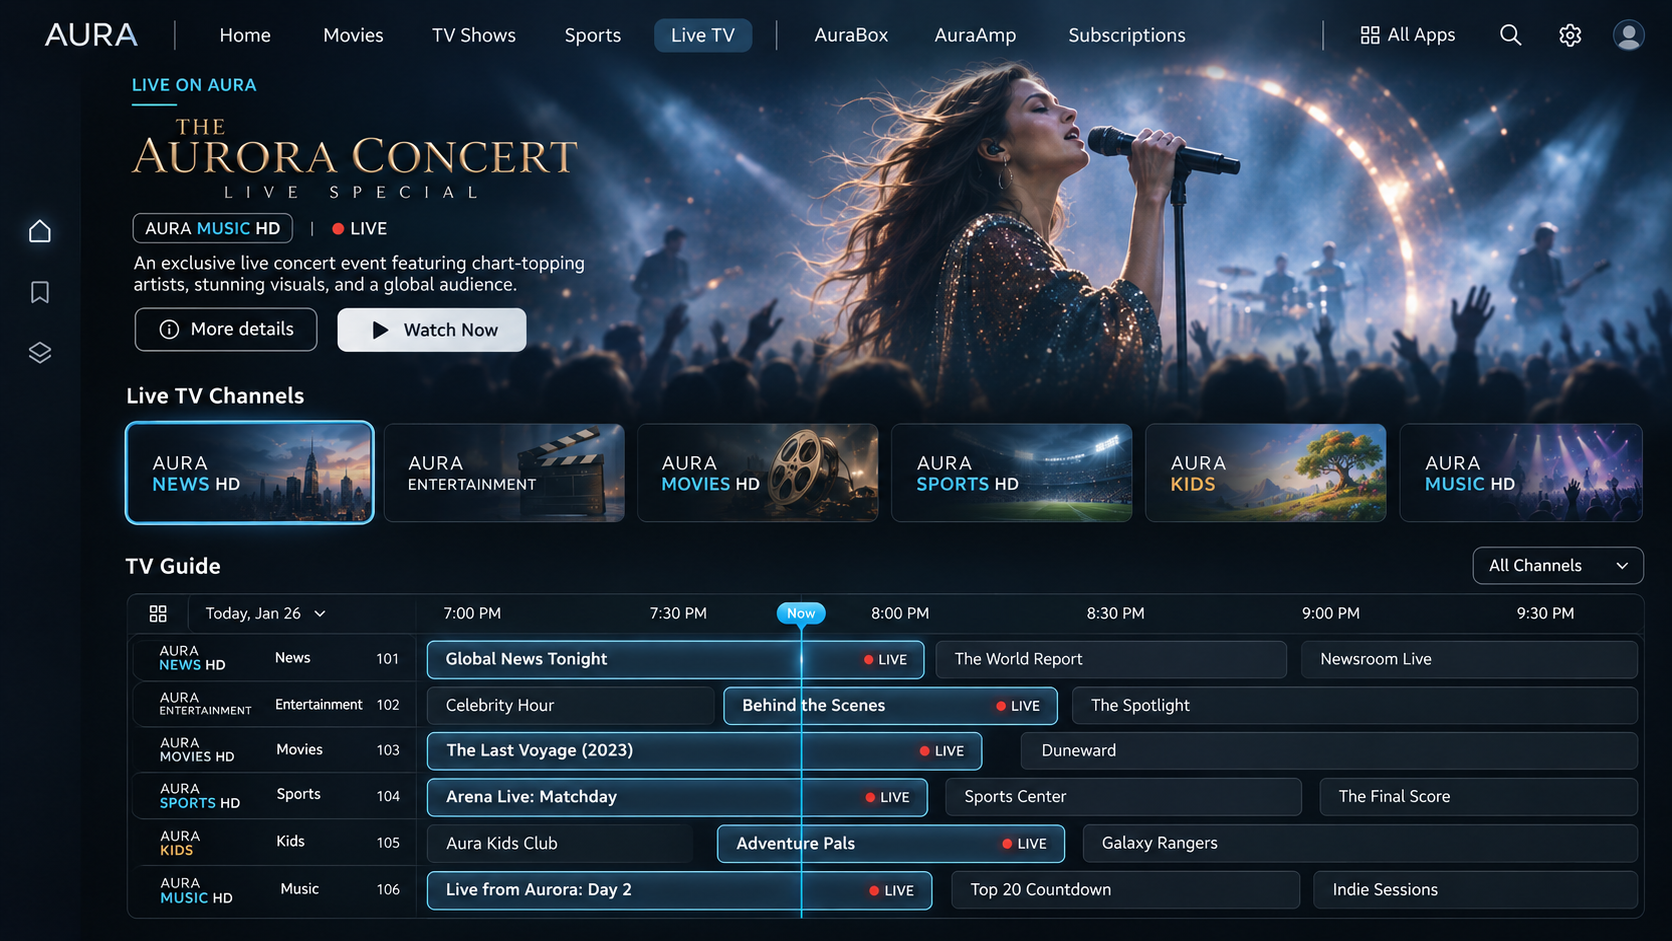 AURA
Home
Movies
TV Shows
Sports
Live TV
AuraBox
AuraAmp
Subscriptions
All Apps
LIVE ON AURA
THE
AURORA CONCERT
LIVE SPECIAL
AURA MUSIC HD | LIVE
An exclusive live concert event featuring chart-topping
artists, stunning visuals, and a global audience.
More details
Watch Now
Live TV Channels
AURA
NEWS HD
AURA
ENTERTAINMENT
AURA
MOVIES HD
AURA
SPORTS HD
AURA
KIDS
AURA
MUSIC HD
TV Guide
All Channels
Today, Jan 26
7:00 PM
7:30 PM
Now
8:00 PM
8:30 PM
9:00 PM
9:30 PM
AURA
NEWS HD
News
101
Global News Tonight
LIVE
The World Report
Newsroom Live
AURA
ENTERTAINMENT
Entertainment
102
Celebrity Hour
Behind the Scenes
LIVE
The Spotlight
AURA
MOVIES HD
Movies
103
The Last Voyage (2023)
LIVE
Duneward
AURA
SPORTS HD
Sports
104
Arena Live: Matchday
LIVE
Sports Center
The Final Score
AURA
KIDS
Kids
105
Aura Kids Club
Adventure Pals
LIVE
Galaxy Rangers
AURA
MUSIC HD
Music
106
Live from Aurora: Day 2
LIVE
Top 20 Countdown
Indie Sessions